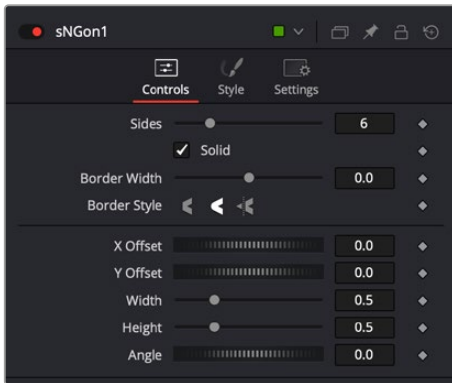 sNGon1
Controls Style Settings
Sides 6
Solid
Border Width 0.0
Border Style
X Offset 0.0
Y Offset 0.0
Width 0.5
Height 0.5
Angle 0.0